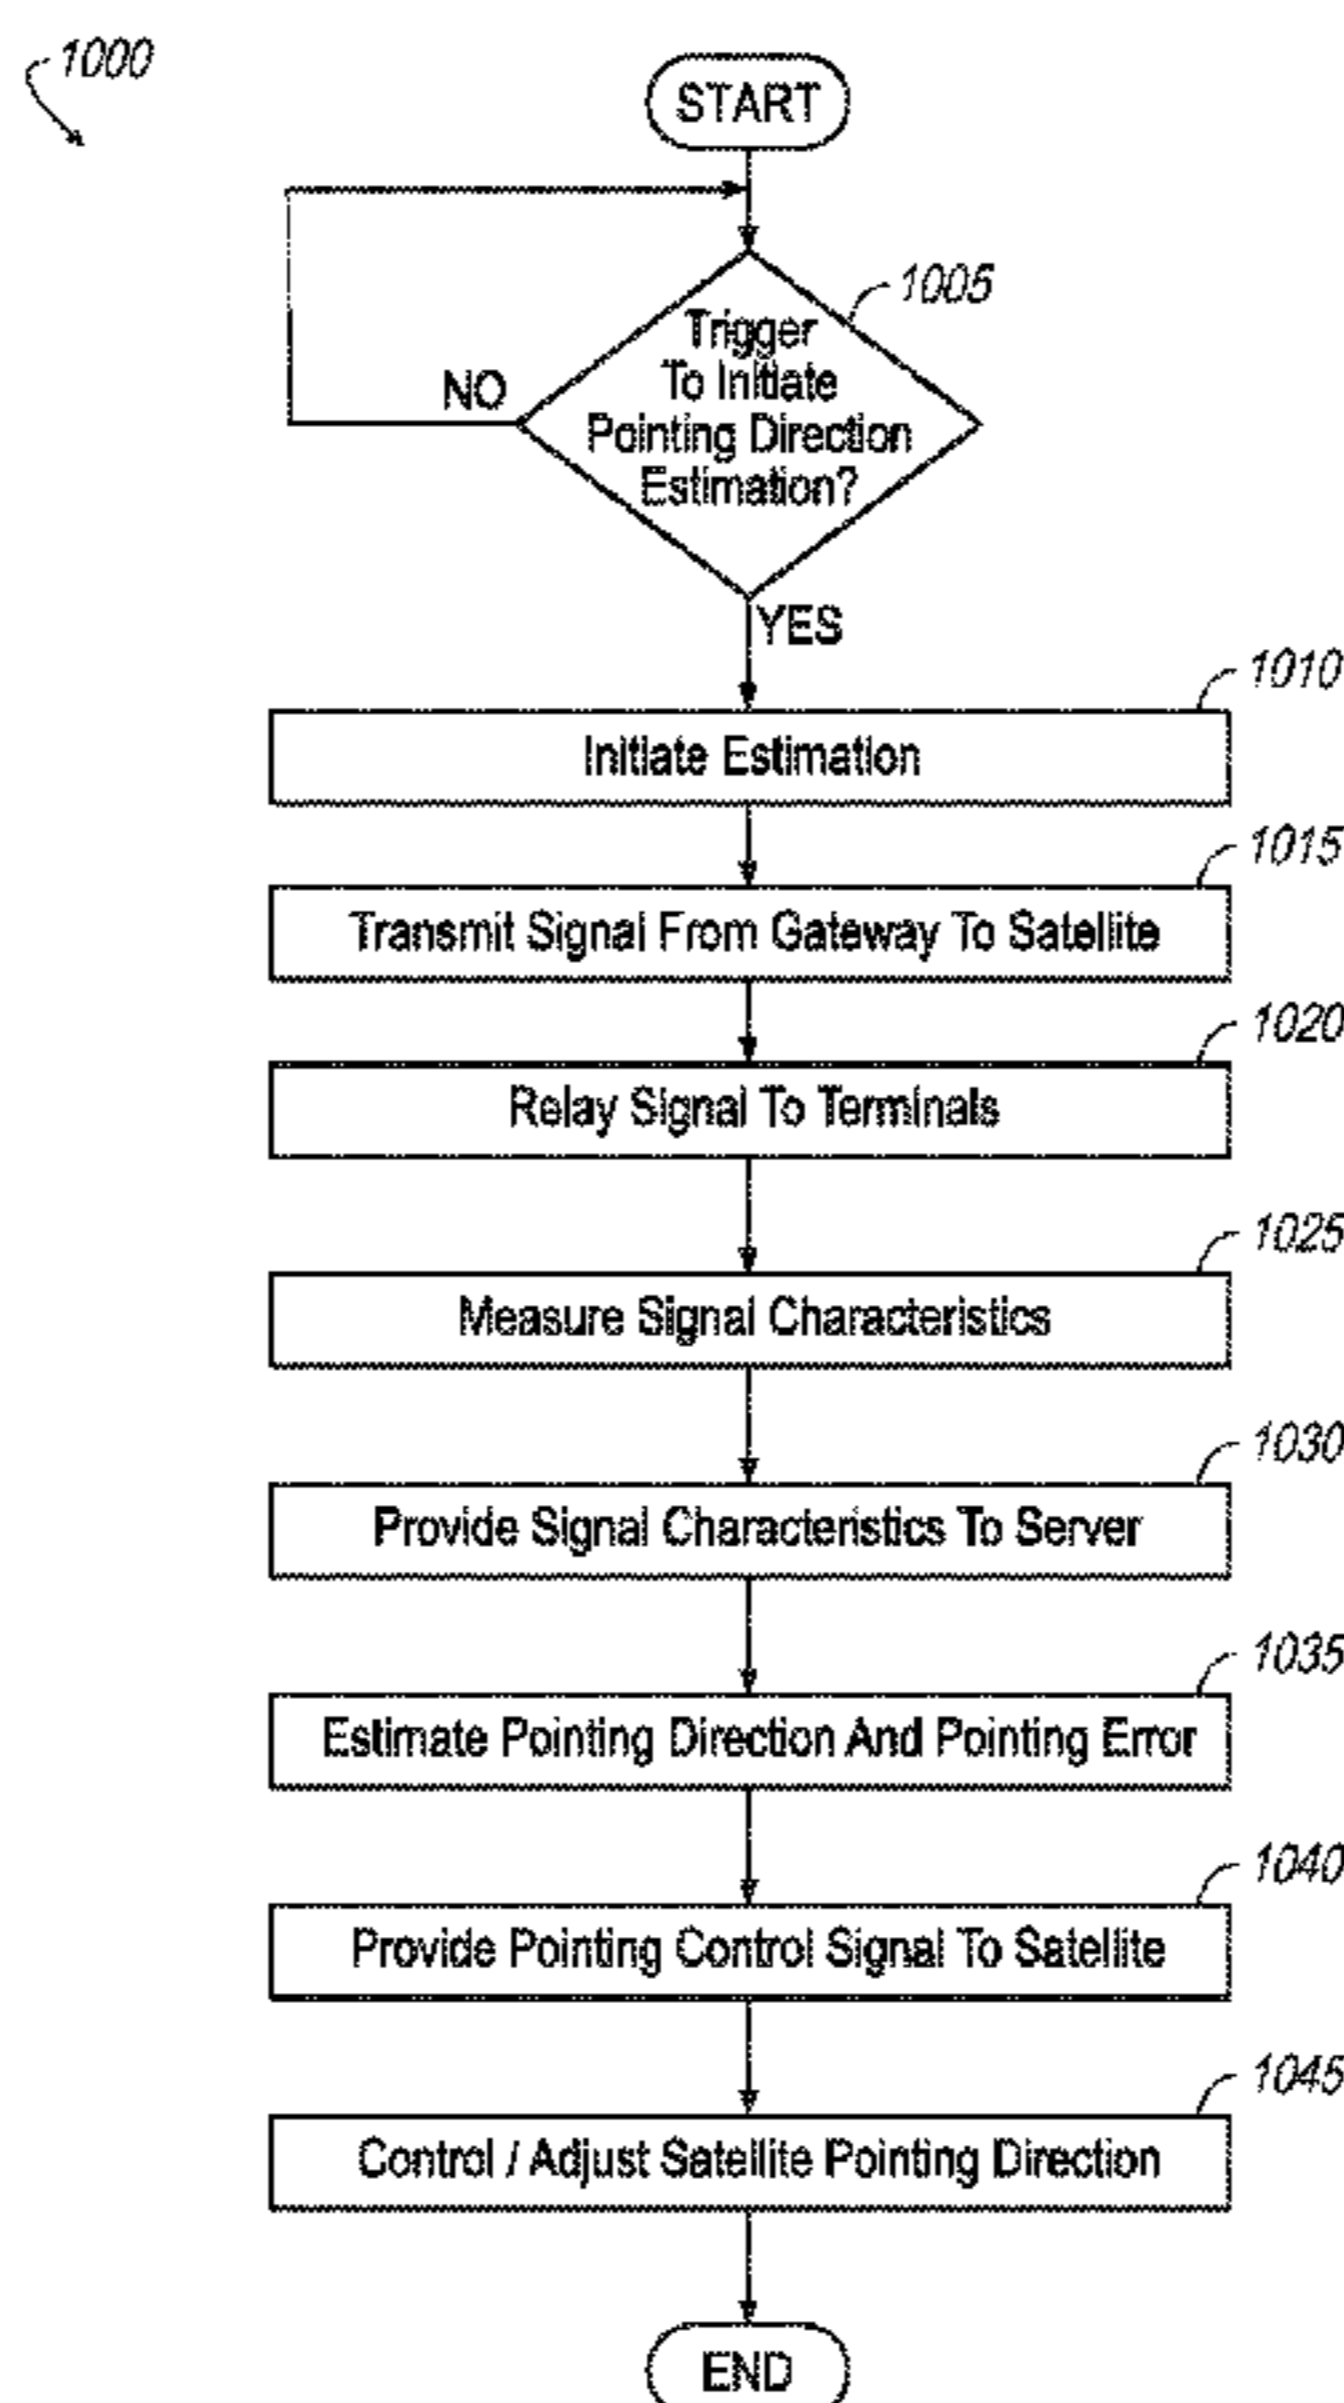 1000
START
1005
Trigger
To Initiate
Pointing Direction
Estimation?
NO
YES
1010
Initiate Estimation
1015
Transmit Signal From Gateway To Satellite
1020
Relay Signal To Terminals
1025
Measure Signal Characteristics
1030
Provide Signal Characteristics To Server
1035
Estimate Pointing Direction And Pointing Error
1040
Provide Pointing Control Signal To Satellite
1045
Control / Adjust Satellite Pointing Direction
END